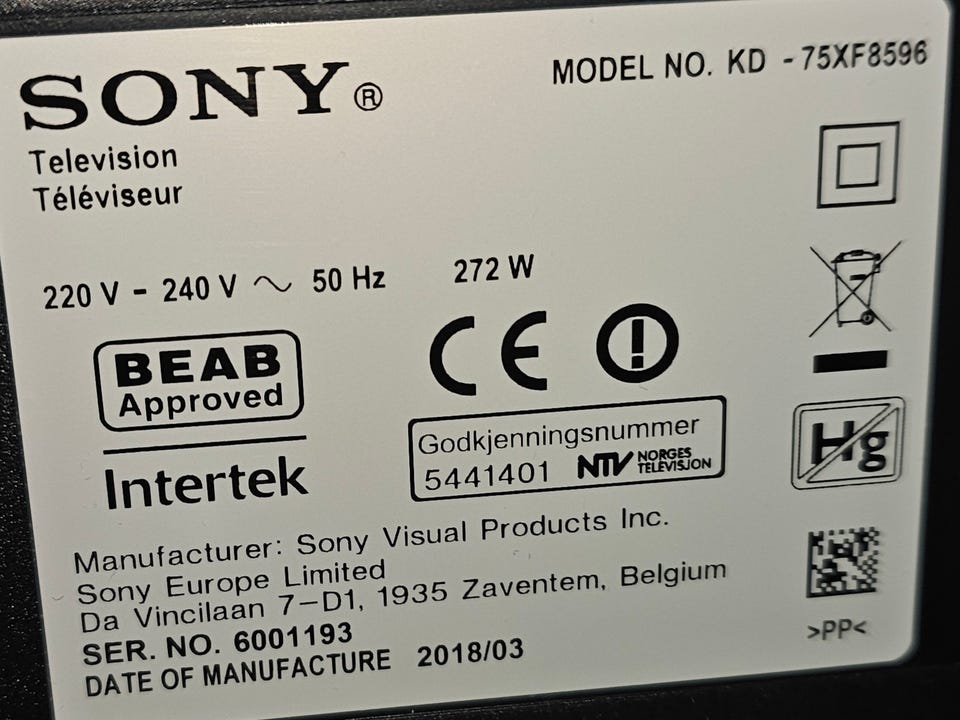 SONY®
MODEL NO. KD - 75XF8596
Television
Téléviseur
220 V - 240 V ~ 50 Hz 272 W
BEAB
Approved
Intertek
CE
Godkjenningsnummer
5441401 NTV NORGES TELEVISJON
Hg
Manufacturer: Sony Visual Products Inc.
Sony Europe Limited
Da Vincilaan 7-D1, 1935 Zaventem, Belgium
SER. NO. 6001193
DATE OF MANUFACTURE 2018/03
>PP<